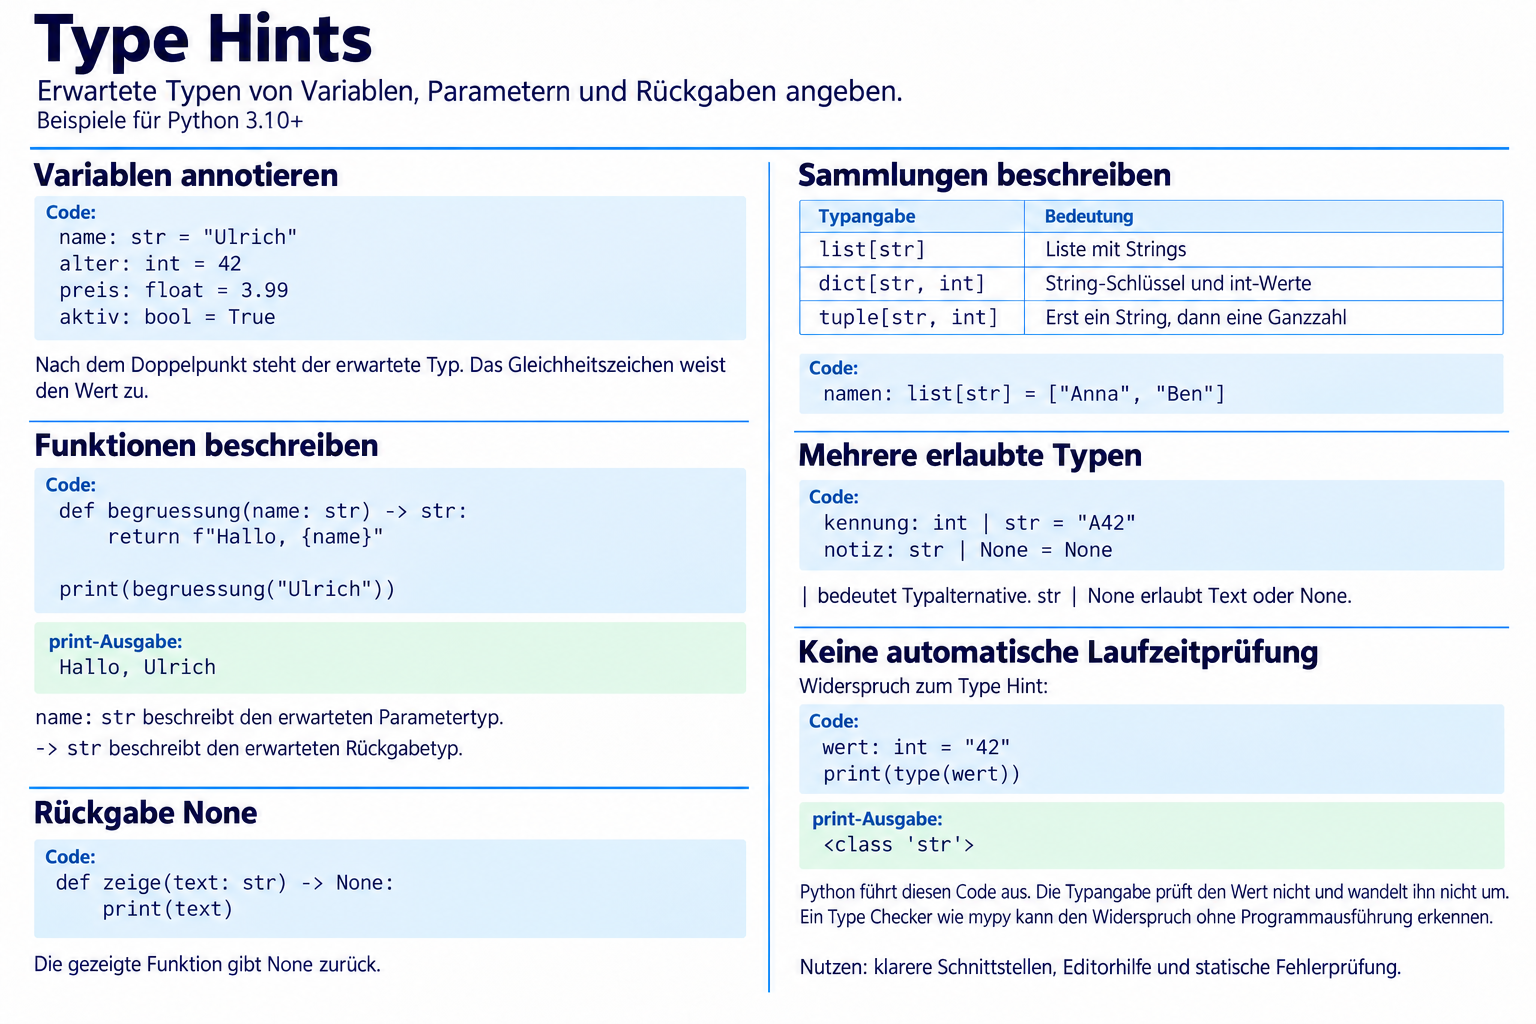 Type Hints
Erwartete Typen von Variablen, Parametern und Rückgaben angeben.
Beispiele für Python 3.10+
Variablen annotieren
Code:
name: str = "Ulrich"
alter: int = 42
preis: float = 3.99
aktiv: bool = True
Nach dem Doppelpunkt steht der erwartete Typ. Das Gleichheitszeichen weist
den Wert zu.
Funktionen beschreiben
Code:
def begruessung(name: str) -> str:
    return f"Hallo, {name}"
print(begruessung("Ulrich"))
print-Ausgabe:
Hallo, Ulrich
name: str beschreibt den erwarteten Parametertyp.
-> str beschreibt den erwarteten Rückgabetyp.
Rückgabe None
Code:
def zeige(text: str) -> None:
    print(text)
Die gezeigte Funktion gibt None zurück.
Sammlungen beschreiben
Typangabe Bedeutung
list[str] Liste mit Strings
dict[str, int] String-Schlüssel und int-Werte
tuple[str, int] Erst ein String, dann eine Ganzzahl
Code:
namen: list[str] = ["Anna", "Ben"]
Mehrere erlaubte Typen
Code:
kennung: int | str = "A42"
notiz: str | None = None
| bedeutet Typalternative. str | None erlaubt Text oder None.
Keine automatische Laufzeitprüfung
Widerspruch zum Type Hint:
Code:
wert: int = "42"
print(type(wert))
print-Ausgabe:
<class 'str'>
Python führt diesen Code aus. Die Typangabe prüft den Wert nicht und wandelt ihn nicht um.
Ein Type Checker wie mypy kann den Widerspruch ohne Programmausführung erkennen.
Nutzen: klarere Schnittstellen, Editorhilfe und statische Fehlerprüfung.